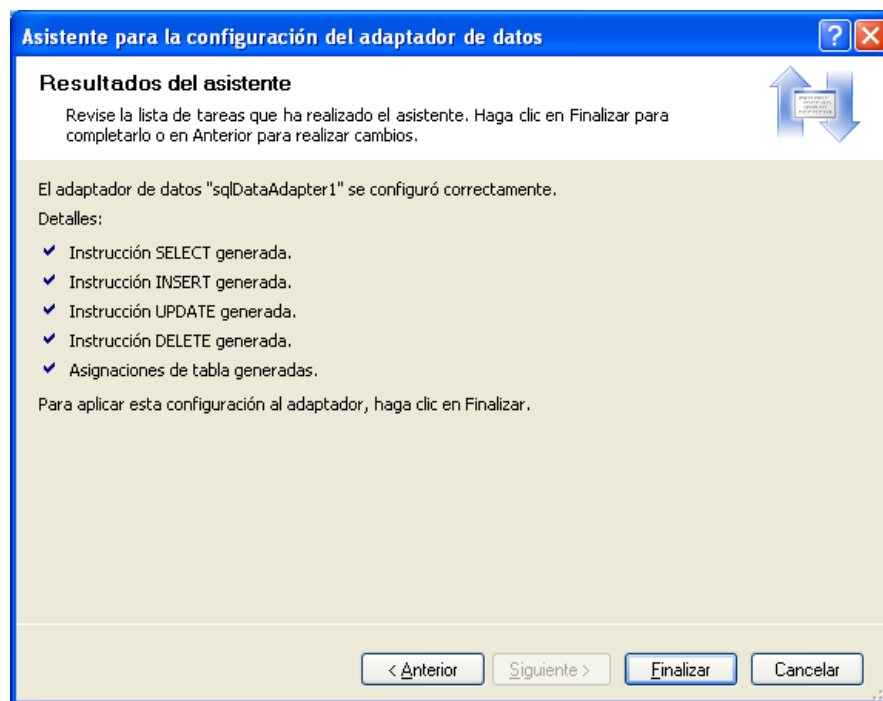 Asistente para la configuración del adaptador de datos
Resultados del asistente
Revise la lista de tareas que ha realizado el asistente. Haga clic en Finalizar para
completarlo o en Anterior para realizar cambios.
El adaptador de datos "sqlDataAdapter1" se configuró correctamente.
Detalles:
Instrucción SELECT generada.
Instrucción INSERT generada.
Instrucción UPDATE generada.
Instrucción DELETE generada.
Asignaciones de tabla generadas.
Para aplicar esta configuración al adaptador, haga clic en Finalizar.
< Anterior Siguiente > Finalizar Cancelar